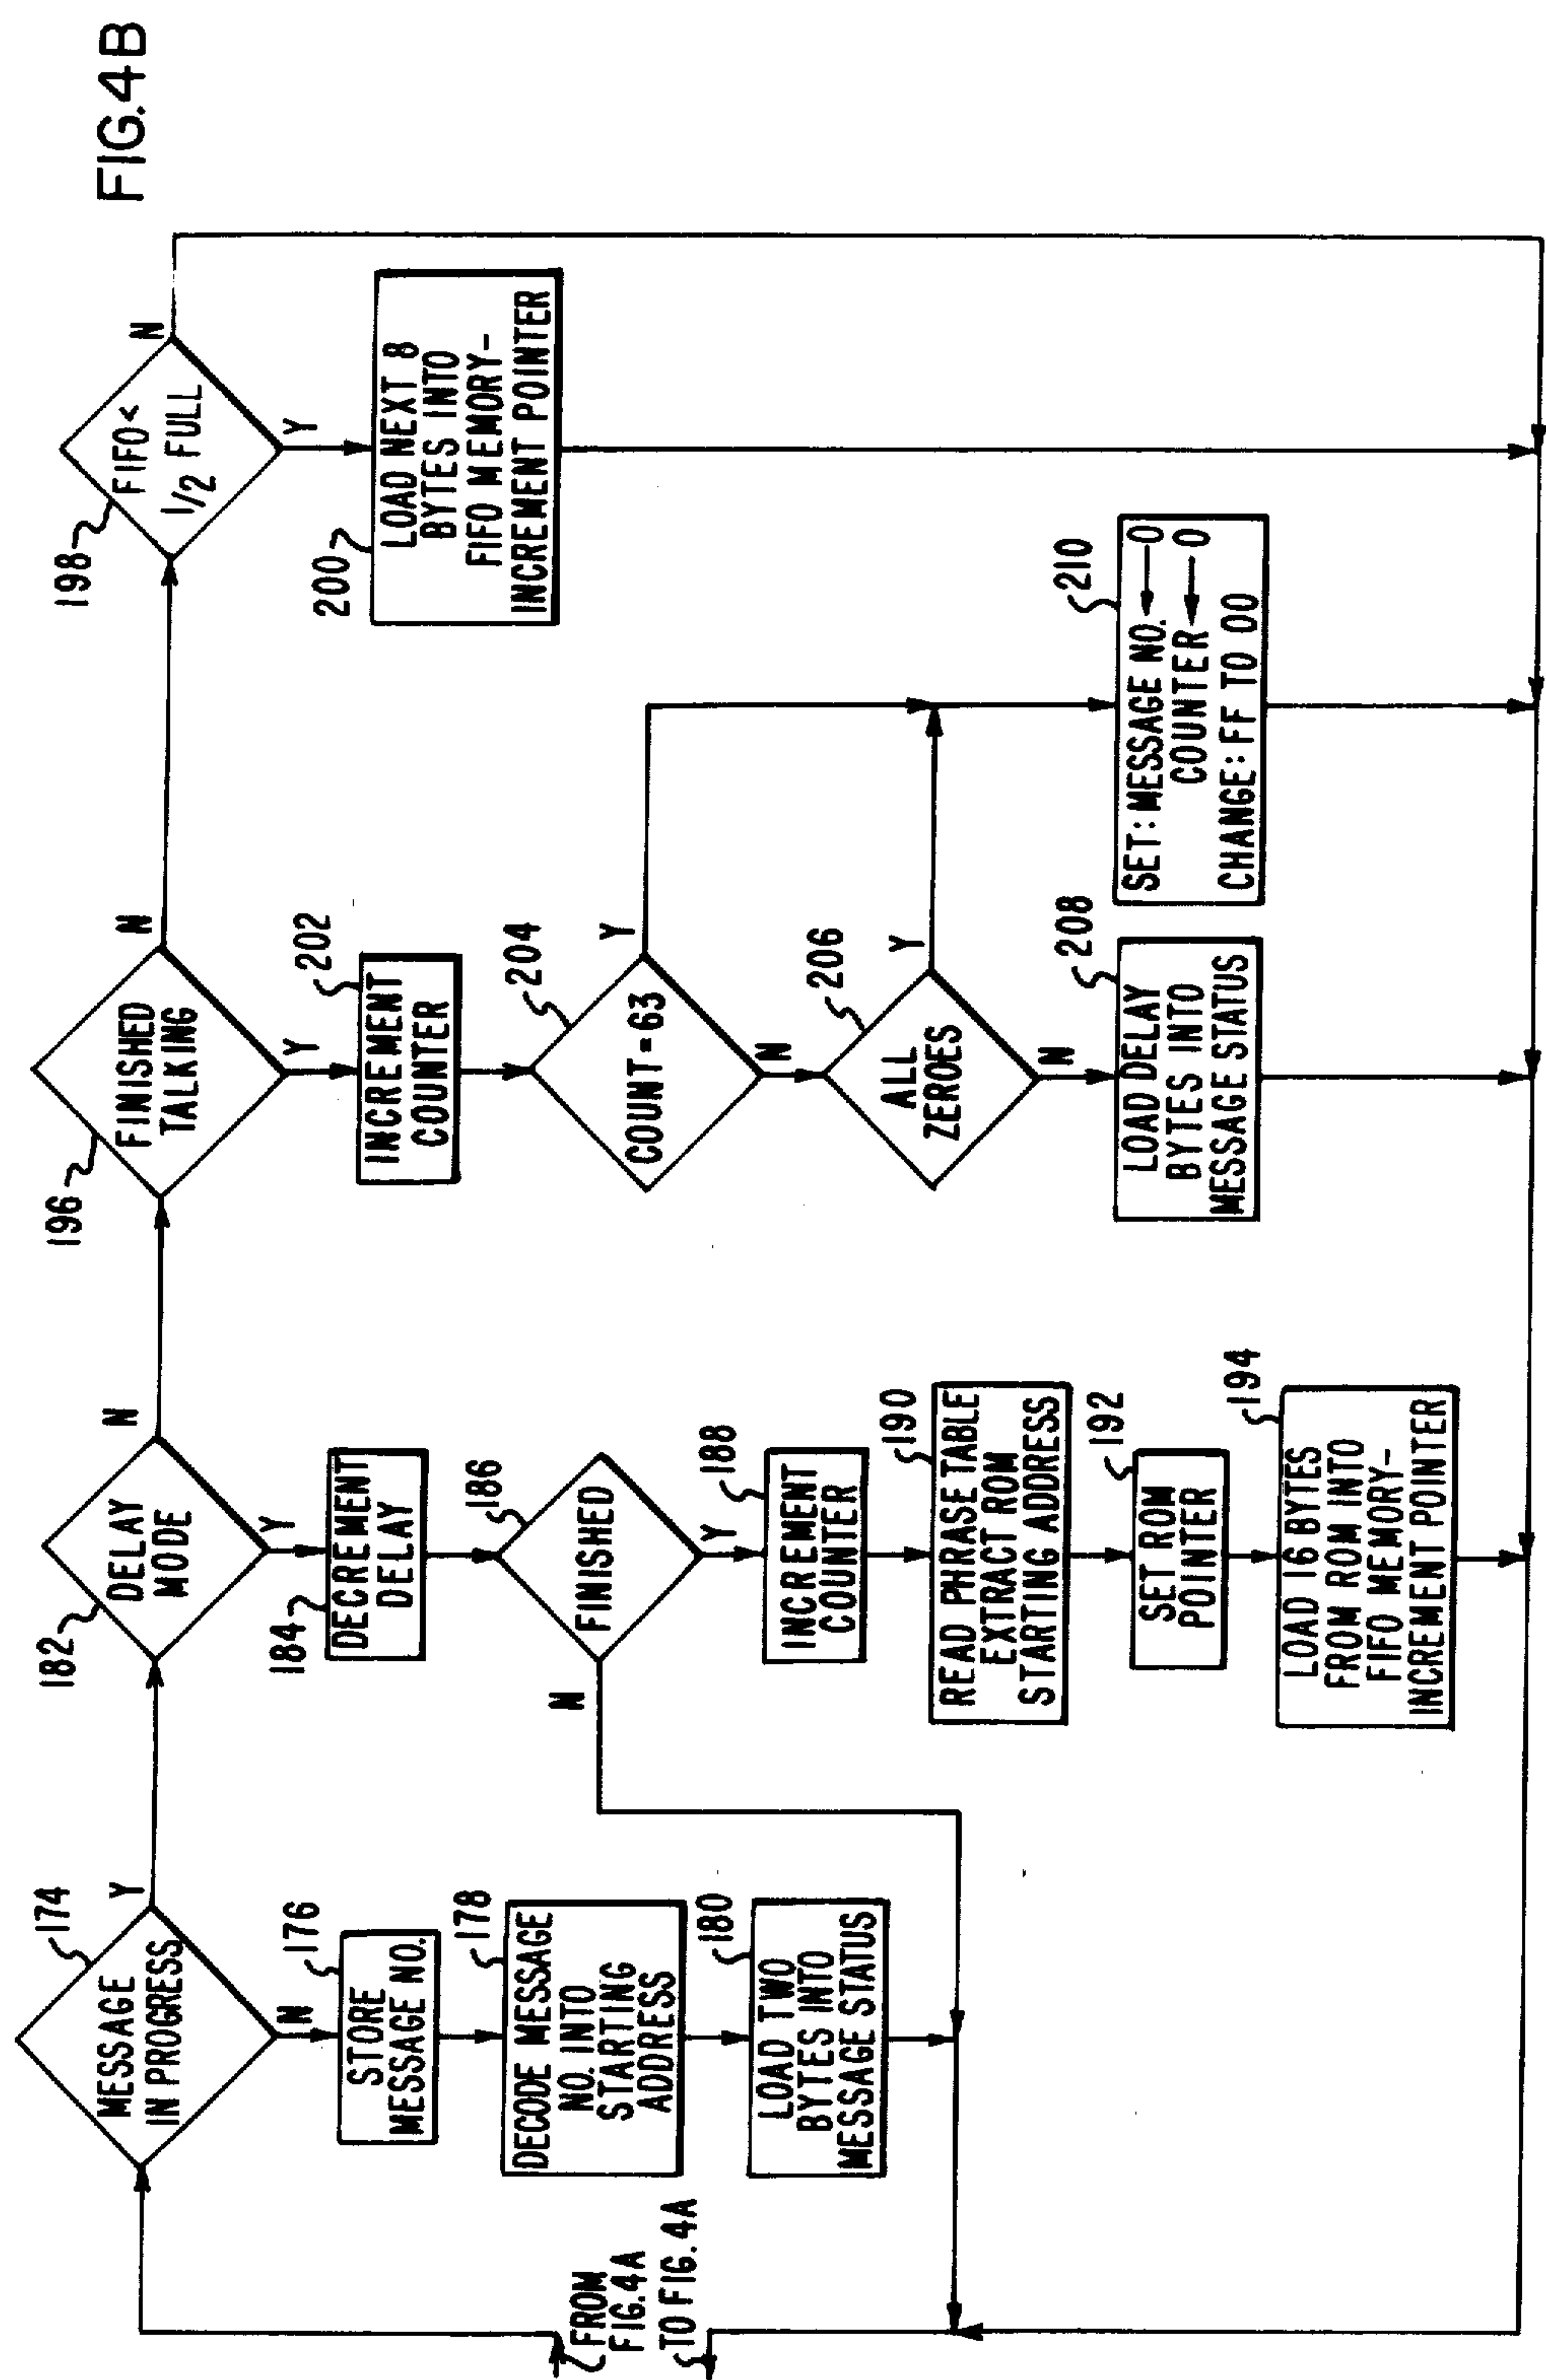 FIG.4B
174
MESSAGE
IN PROGRESS
Y
N
176
STORE
MESSAGE NO.
178
DECODE MESSAGE
NO. INTO
STARTING
ADDRESS
180
LOAD TWO
BYTES INTO
MESSAGE STATUS
FROM
FIG.4A
TO FIG.4A
182
DELAY
MODE
N
Y
184
DECREMENT
DELAY
186
FINISHED
N
Y
188
INCREMENT
COUNTER
190
READ PHRASE TABLE
EXTRACT ROM
STARTING ADDRESS
192
SET ROM
POINTER
194
LOAD 16 BYTES
FROM ROM INTO
FIFO MEMORY-
INCREMENT POINTER
196
FINISHED
TALKING
N
Y
202
INCREMENT
COUNTER
204
COUNT=63
Y
N
206
ALL
ZEROES
Y
N
208
LOAD DELAY
BYTES INTO
MESSAGE STATUS
210
SET: MESSAGE NO.←0
COUNTER←0
CHANGE: FF TO 00
198
FIFO<
1/2 FULL
N
Y
200
LOAD NEXT 8
BYTES INTO
FIFO MEMORY-
INCREMENT POINTER